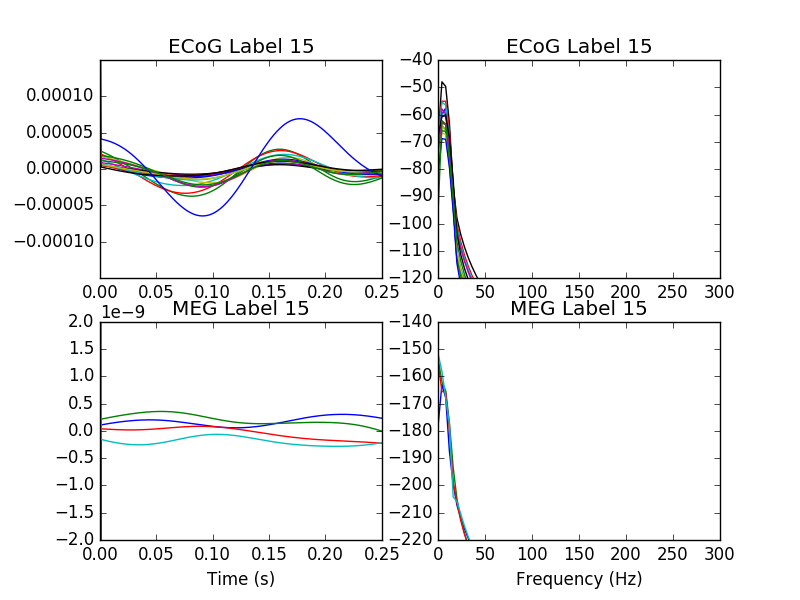 ECoG Label 15
0.00010
0.00005
0.00000
−0.00005
−0.00010
0.00 0.05 0.10 0.15 0.20 0.25
ECoG Label 15
−40
−50
−60
−70
−80
−90
−100
−110
−120
0 50 100 150 200 250 300
MEG Label 15
1e−9
2.0
1.5
1.0
0.5
0.0
−0.5
−1.0
−1.5
−2.0
0.00 0.05 0.10 0.15 0.20 0.25
Time (s)
MEG Label 15
−140
−150
−160
−170
−180
−190
−200
−210
−220
0 50 100 150 200 250 300
Frequency (Hz)